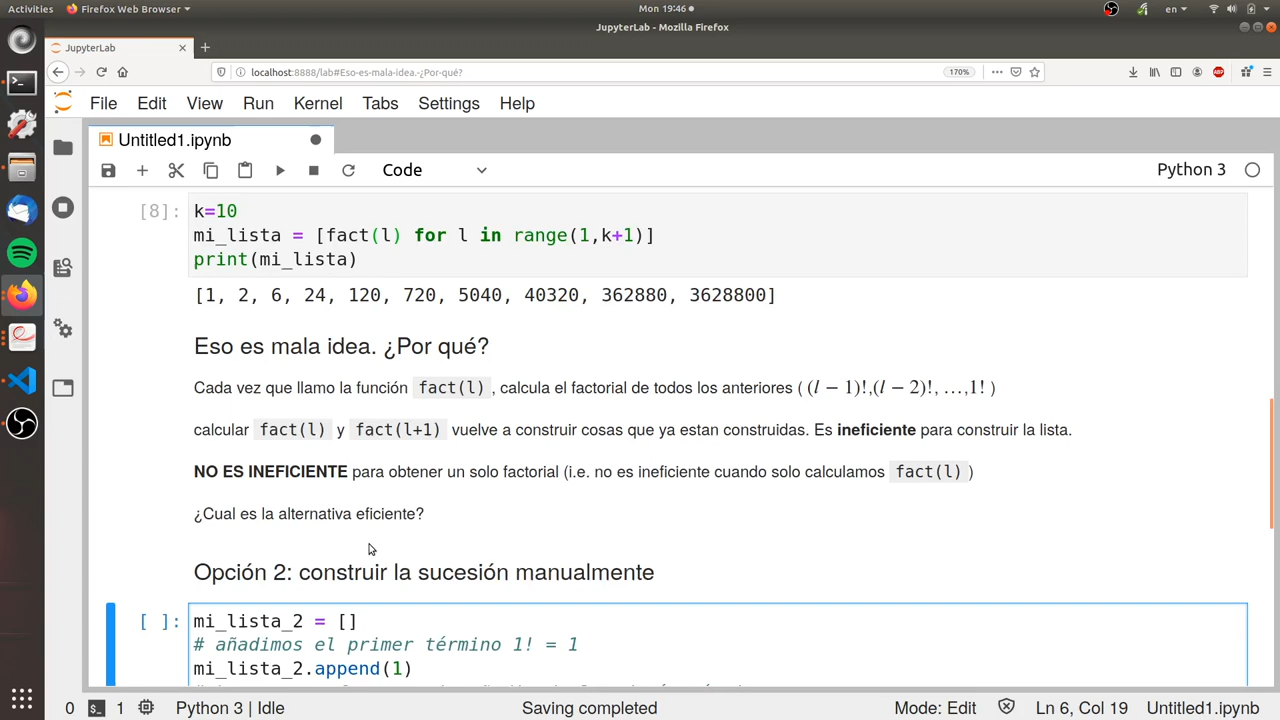 Activities Firefox Web Browser Mon 19:46 en
JupyterLab - Mozilla Firefox
JupyterLab
localhost:8888/lab#Eso-es-mala-idea.-¿Por-qué? 170%
File Edit View Run Kernel Tabs Settings Help
Untitled1.ipynb
Code Python 3
[8]: k=10
mi_lista = [fact(l) for l in range(1,k+1)]
print(mi_lista)
[1, 2, 6, 24, 120, 720, 5040, 40320, 362880, 3628800]
Eso es mala idea. ¿Por qué?
Cada vez que llamo la función fact(l) , calcula el factorial de todos los anteriores ( (l − 1)!,(l − 2)!, …,1! )
calcular fact(l) y fact(l+1) vuelve a construir cosas que ya estan construidas. Es ineficiente para construir la lista.
NO ES INEFICIENTE para obtener un solo factorial (i.e. no es ineficiente cuando solo calculamos fact(l) )
¿Cual es la alternativa eficiente?
Opción 2: construir la sucesión manualmente
[ ]: mi_lista_2 = []
# añadimos el primer término 1! = 1
mi_lista_2.append(1)
0 1 Python 3 | Idle Saving completed Mode: Edit Ln 6, Col 19 Untitled1.ipynb